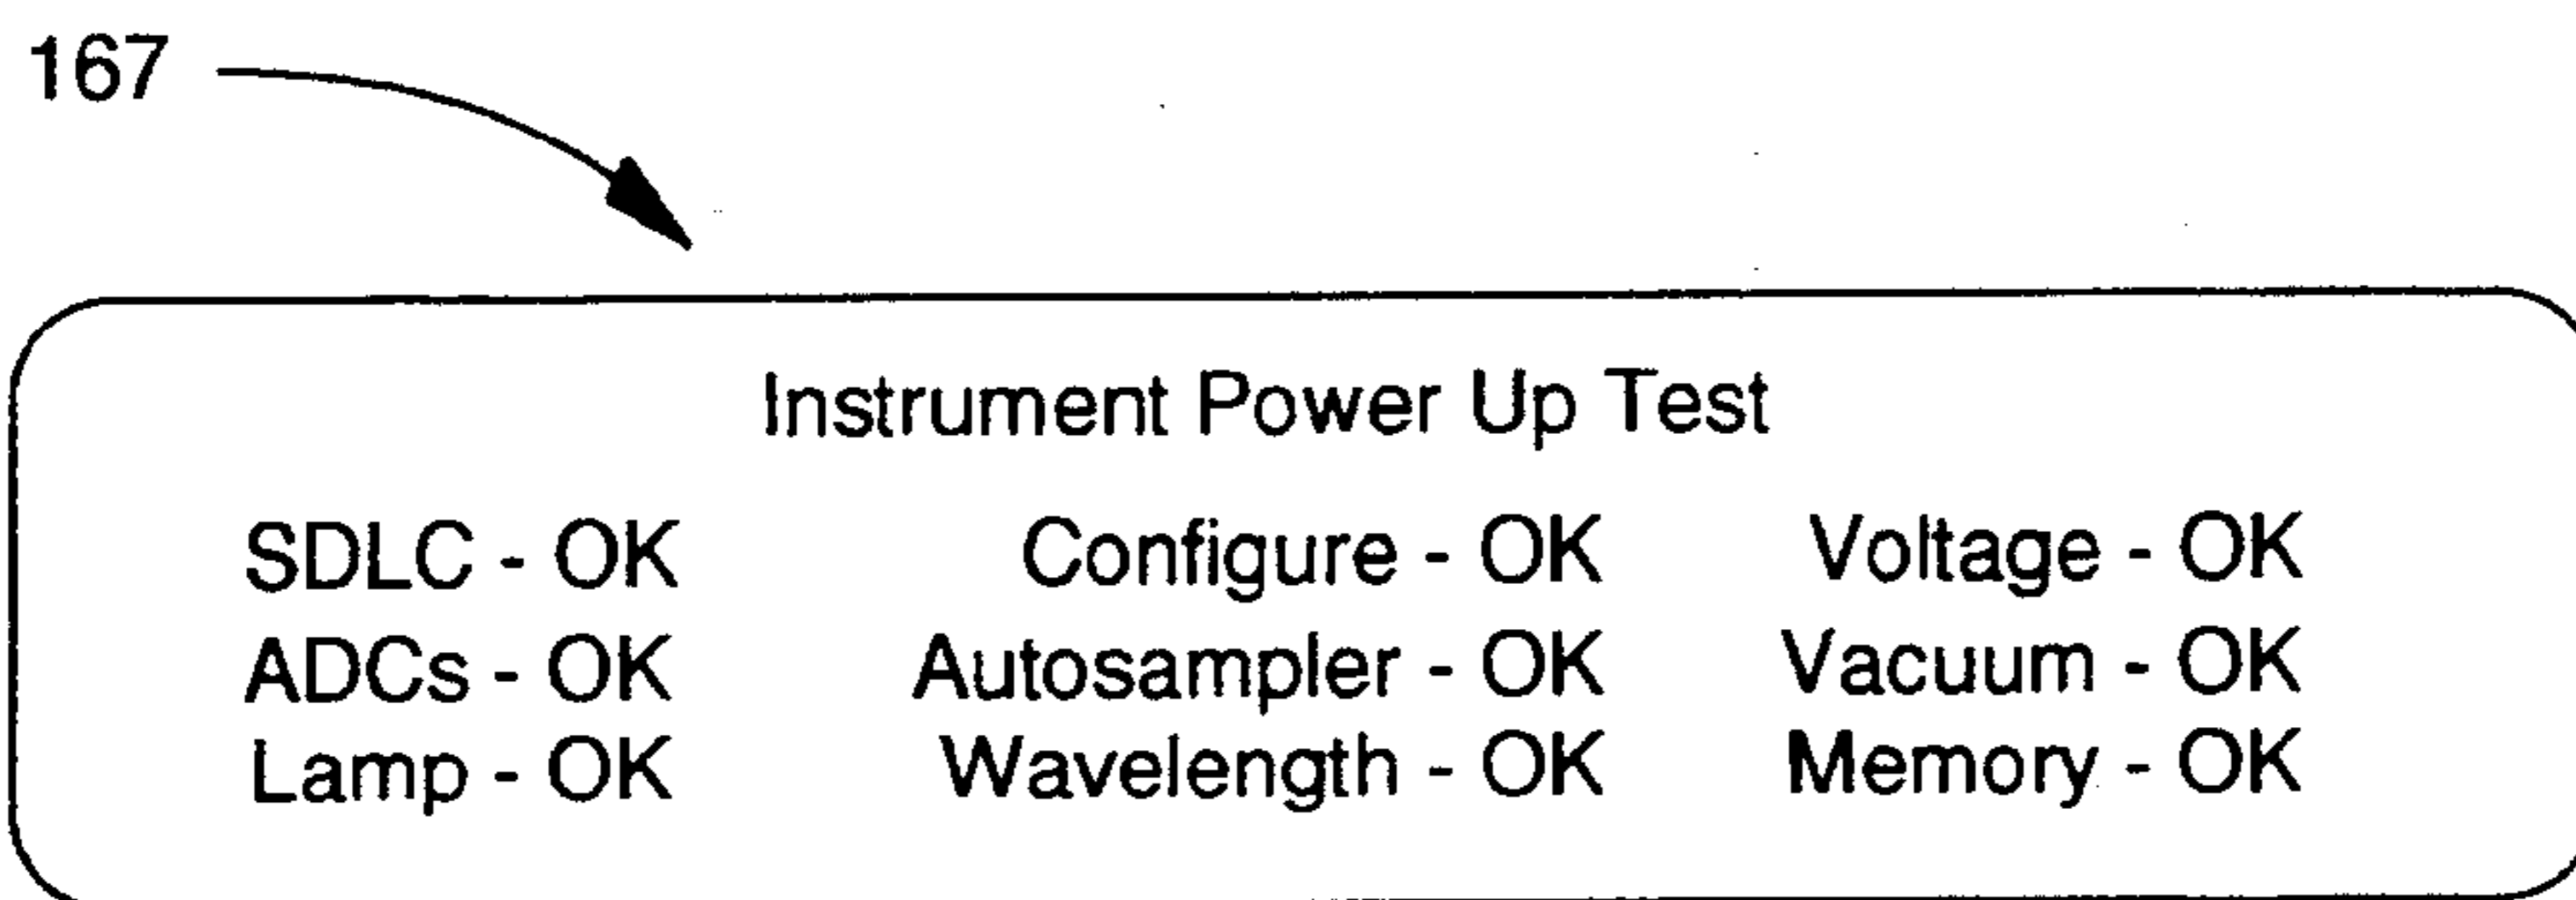 167
Instrument Power Up Test
SDLC - OK Configure - OK Voltage - OK
ADCs - OK Autosampler - OK Vacuum - OK
Lamp - OK Wavelength - OK Memory - OK